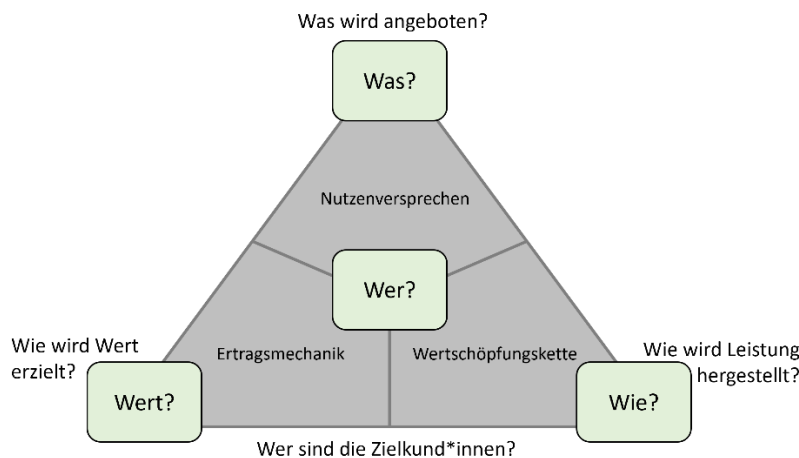 Was wird angeboten?
Was?
Nutzenversprechen
Wer?
Ertragsmechanik
Wertschöpfungskette
Wie wird Wert
erzielt?
Wert?
Wie wird Leistung
hergestellt?
Wie?
Wer sind die Zielkund*innen?